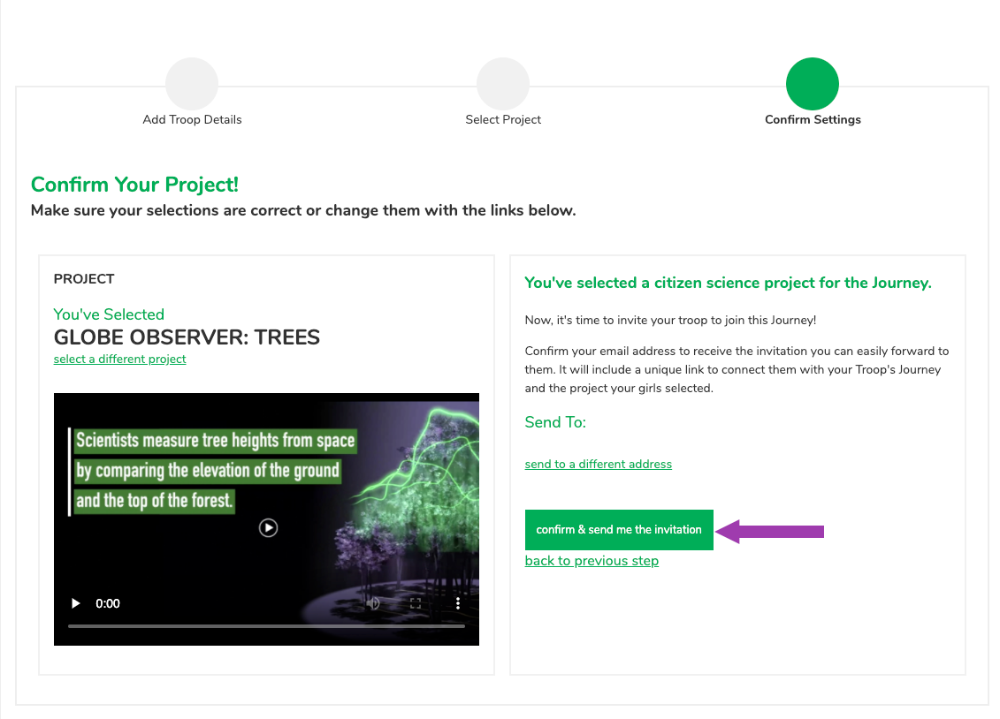 Add Troop Details
Select Project
Confirm Settings
Confirm Your Project!
Make sure your selections are correct or change them with the links below.
PROJECT
You've Selected
GLOBE OBSERVER: TREES
select a different project
Scientists measure tree heights from space
by comparing the elevation of the ground
and the top of the forest.
0:00
You've selected a citizen science project for the Journey.
Now, it's time to invite your troop to join this Journey!
Confirm your email address to receive the invitation you can easily forward to
them. It will include a unique link to connect them with your Troop's Journey
and the project your girls selected.
Send To:
send to a different address
confirm & send me the invitation
back to previous step